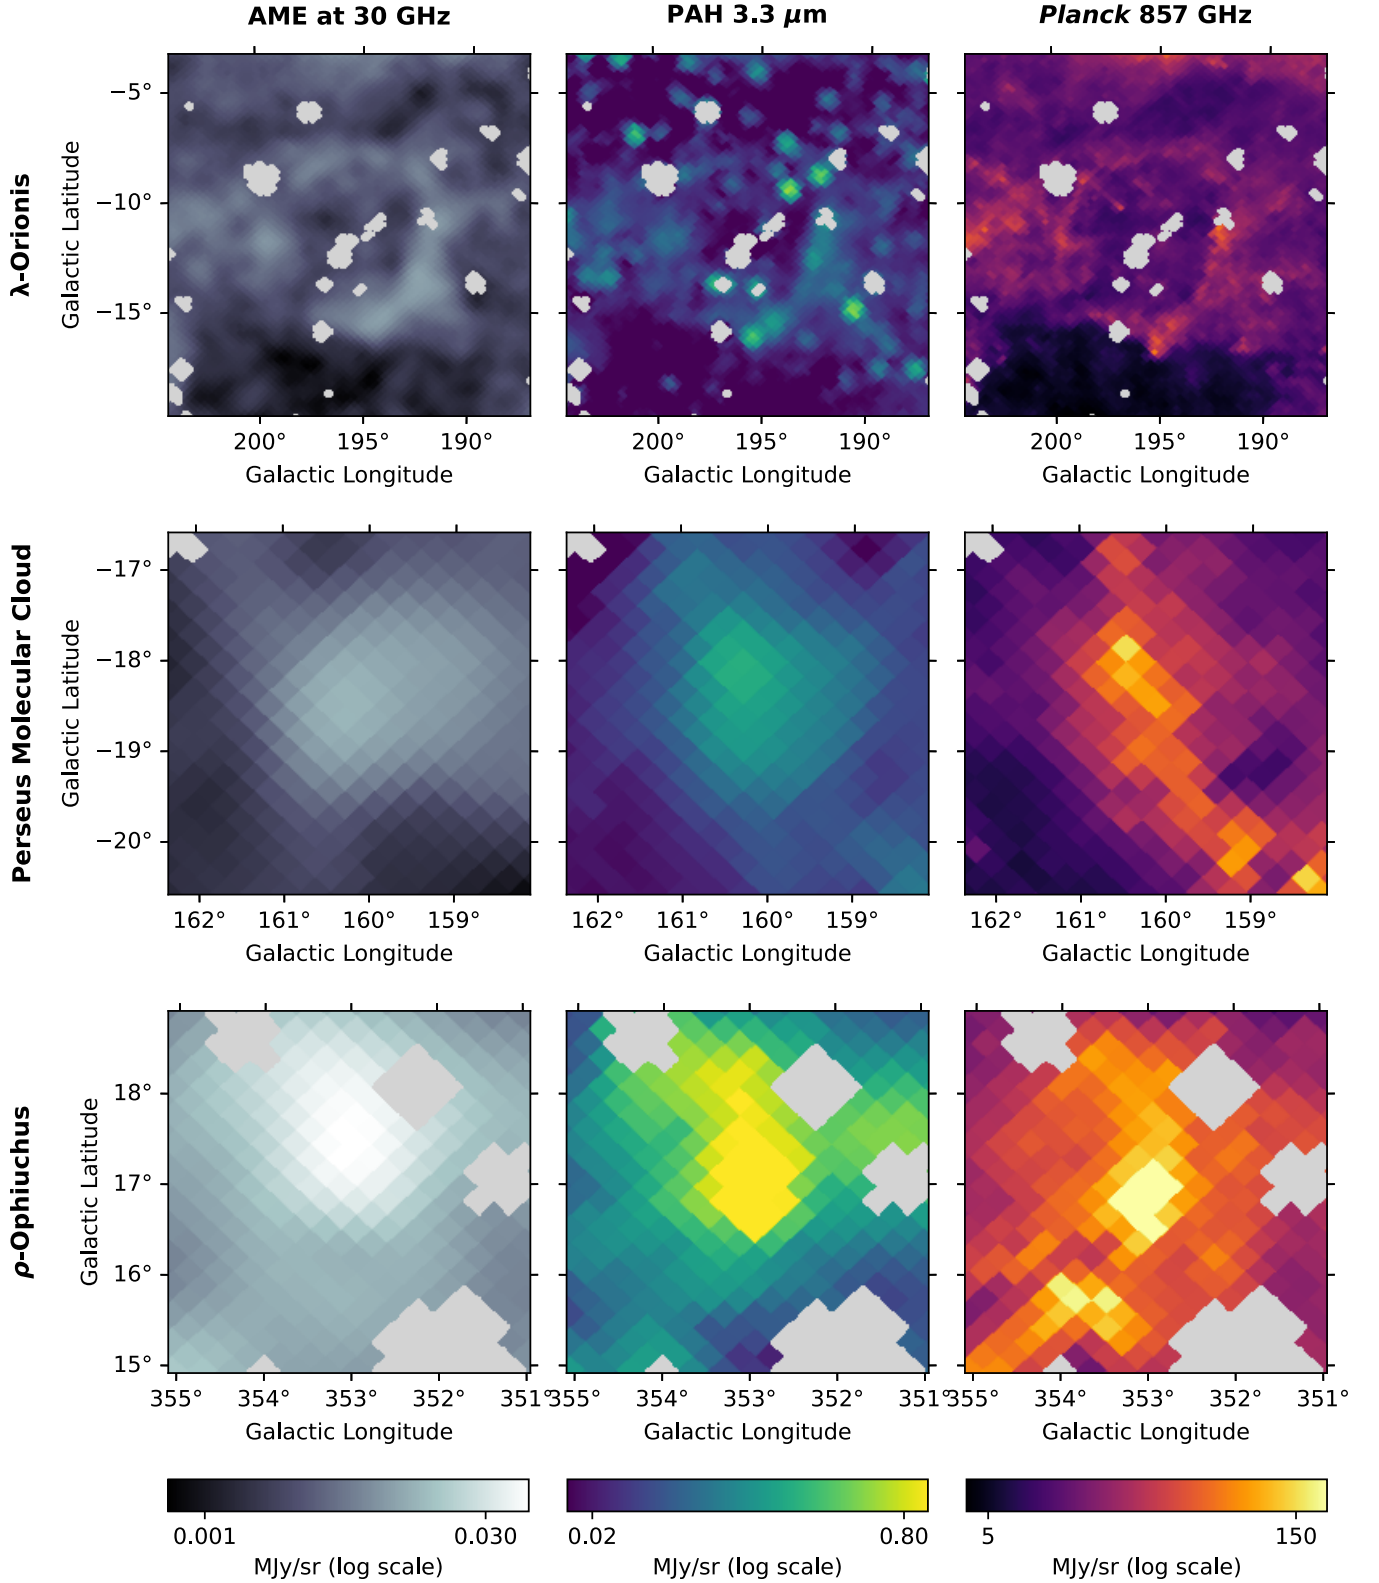 AME at 30 GHz
PAH 3.3 μm
Planck 857 GHz
λ-Orionis
Galactic Latitude
−5°
−10°
−15°
200° 195° 190°
200° 195° 190°
200° 195° 190°
Galactic Longitude
Galactic Longitude
Galactic Longitude
Perseus Molecular Cloud
Galactic Latitude
−17°
−18°
−19°
−20°
162° 161° 160° 159°
162° 161° 160° 159°
162° 161° 160° 159°
Galactic Longitude
Galactic Longitude
Galactic Longitude
ρ-Ophiuchus
Galactic Latitude
18°
17°
16°
15°
355° 354° 353° 352° 351°
355° 354° 353° 352° 351°
355° 354° 353° 352° 351°
Galactic Longitude
Galactic Longitude
Galactic Longitude
0.001 0.030
0.02 0.80
5 150
MJy/sr (log scale)
MJy/sr (log scale)
MJy/sr (log scale)